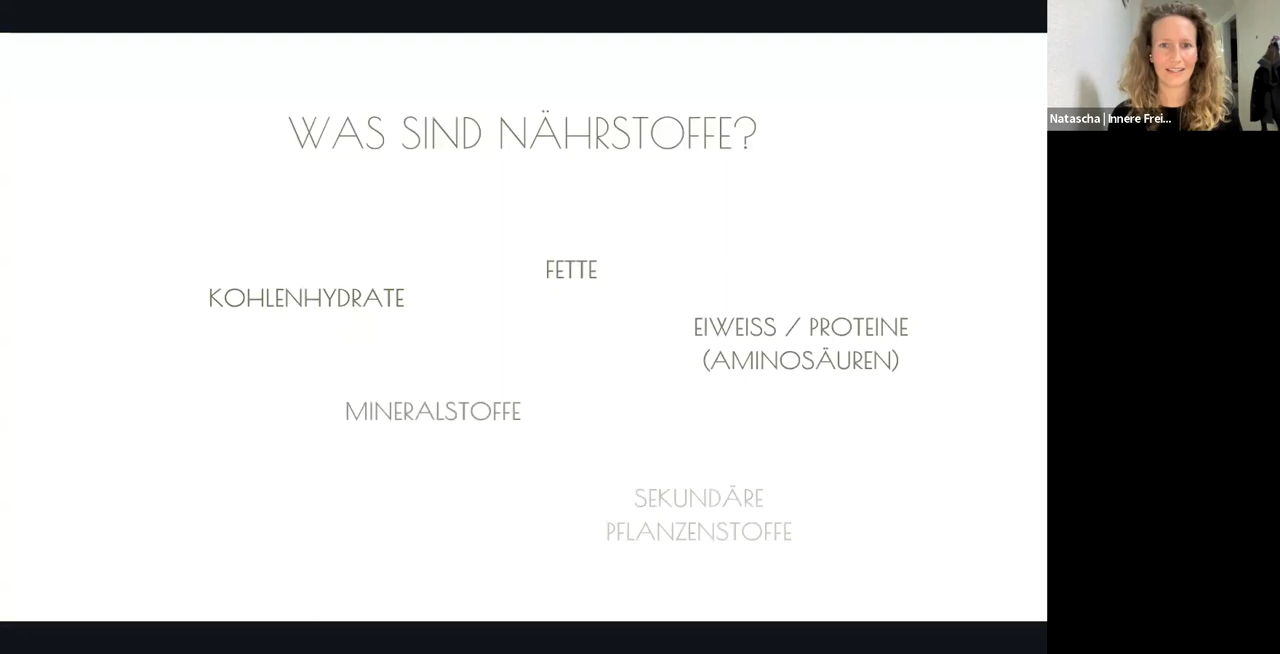 WAS SIND NÄHRSTOFFE?
FETTE
KOHLENHYDRATE
EIWEISS / PROTEINE
(AMINOSÄUREN)
MINERALSTOFFE
SEKUNDÄRE
PFLANZENSTOFFE
Natascha | Innere Frei...